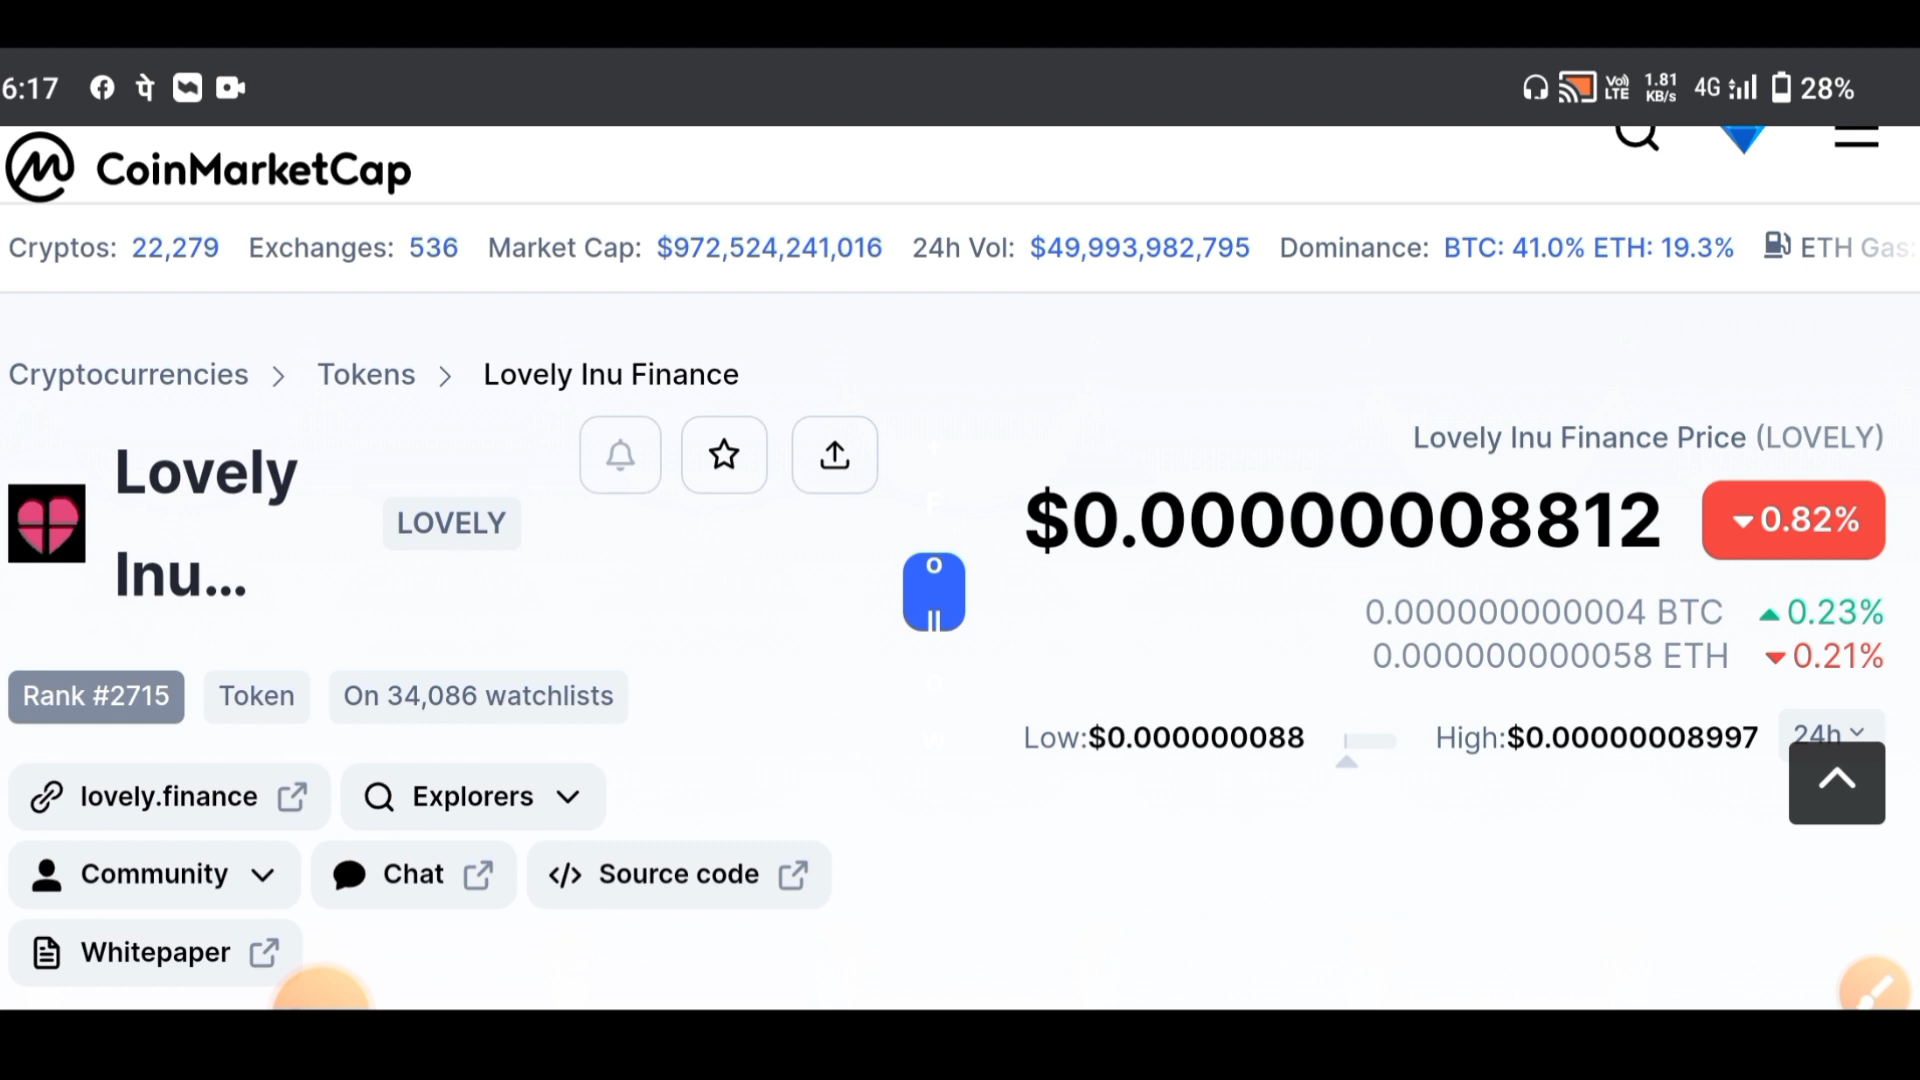 6:17 पे Vo) LTE 1.81 KB/s 4G 28%
CoinMarketCap
Cryptos: 22,279 Exchanges: 536 Market Cap: $972,524,241,016 24h Vol: $49,993,982,795 Dominance: BTC: 41.0% ETH: 19.3% ETH Gas:
Cryptocurrencies > Tokens > Lovely Inu Finance
Lovely
Inu...
LOVELY
Lovely Inu Finance Price (LOVELY)
$0.00000008812 0.82%
0.000000000004 BTC 0.23%
0.000000000058 ETH 0.21%
Rank #2715 Token On 34,086 watchlists
Low:$0.000000088 High:$0.00000008997 24h
lovely.finance Explorers
Community Chat </> Source code
Whitepaper